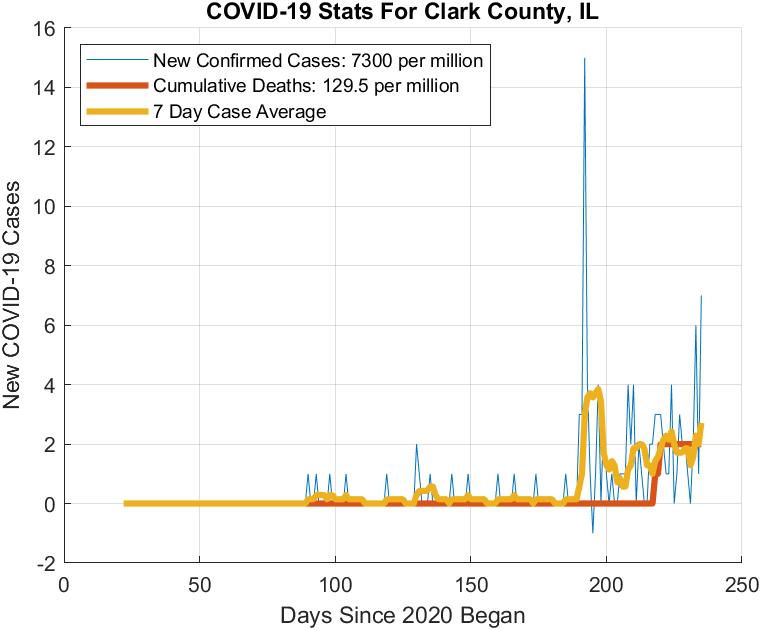 COVID-19 Stats For Clark County, IL
16
14
12
10
8
6
4
2
0
-2
New COVID-19 Cases
New Confirmed Cases: 7300 per million
Cumulative Deaths: 129.5 per million
7 Day Case Average
0 50 100 150 200 250
Days Since 2020 Began